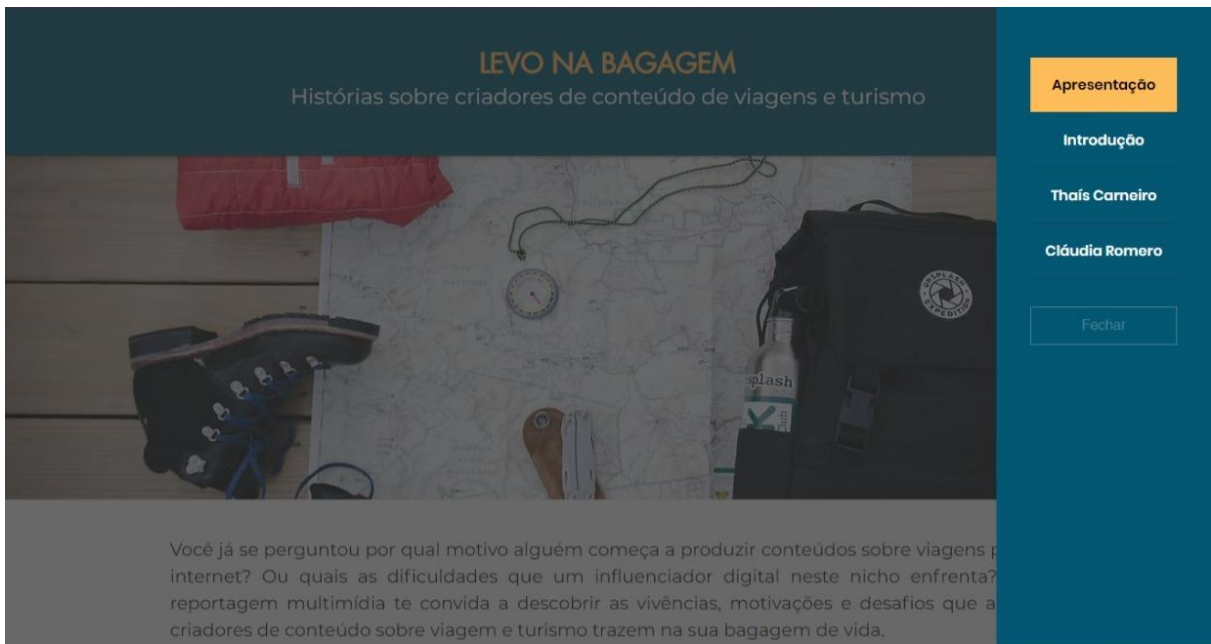 LEVO NA BAGAGEM
Histórias sobre criadores de conteúdo de viagens e turismo
Apresentação
Introdução
Thaís Carneiro
Cláudia Romero
Fechar
UNSPLASH
EXPEDITION
splash
Você já se perguntou por qual motivo alguém começa a produzir conteúdos sobre viagens p
internet? Ou quais as dificuldades que um influenciador digital neste nicho enfrenta?
reportagem multimídia te convida a descobrir as vivências, motivações e desafios que a
criadores de conteúdo sobre viagem e turismo trazem na sua bagagem de vida.